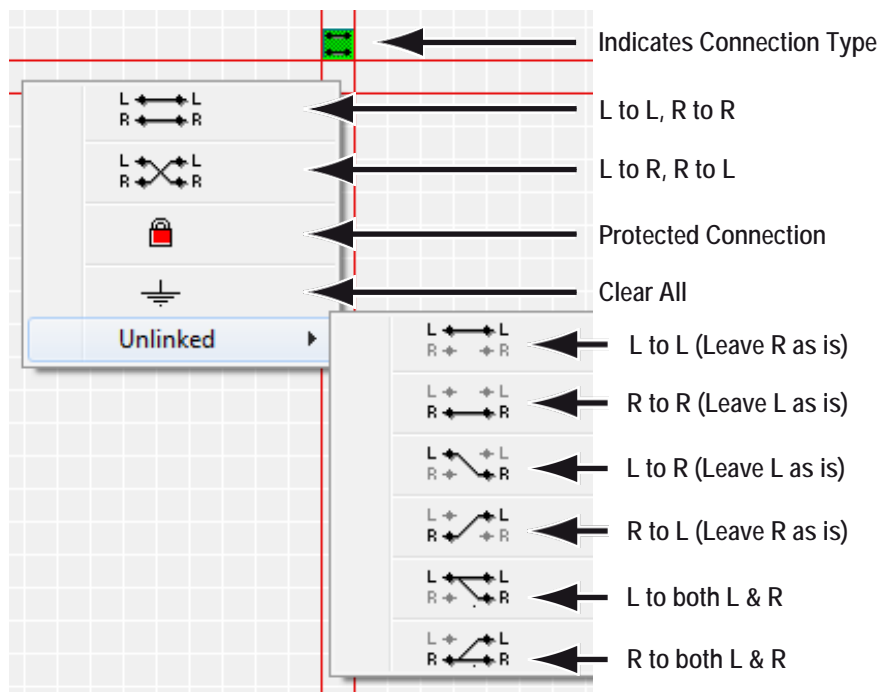 Indicates Connection Type
L L
R R
L to L, R to R
L L
R R
L to R, R to L
Protected Connection
Clear All
Unlinked
L L
R R
L to L (Leave R as is)
L L
R R
R to R (Leave L as is)
L L
R R
L to R (Leave L as is)
L L
R R
R to L (Leave R as is)
L L
R R
L to both L & R
L L
R R
R to both L & R